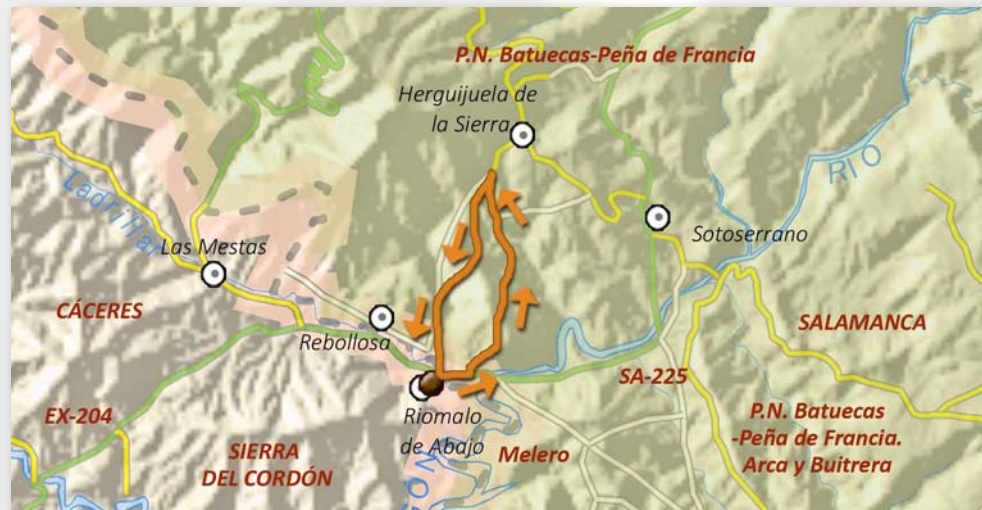 P.N. Batuecas-Peña de Francia
Herguijuela de
la Sierra
RIO
Ladrillar
Las Mestas
Sotoserrano
CÁCERES
Rebollosa
SALAMANCA
SA-225
EX-204
Riomalo
de Abajo
SIERRA
DEL CORDÓN
Melero
P.N. Batuecas
-Peña de Francia.
Arca y Buitrera